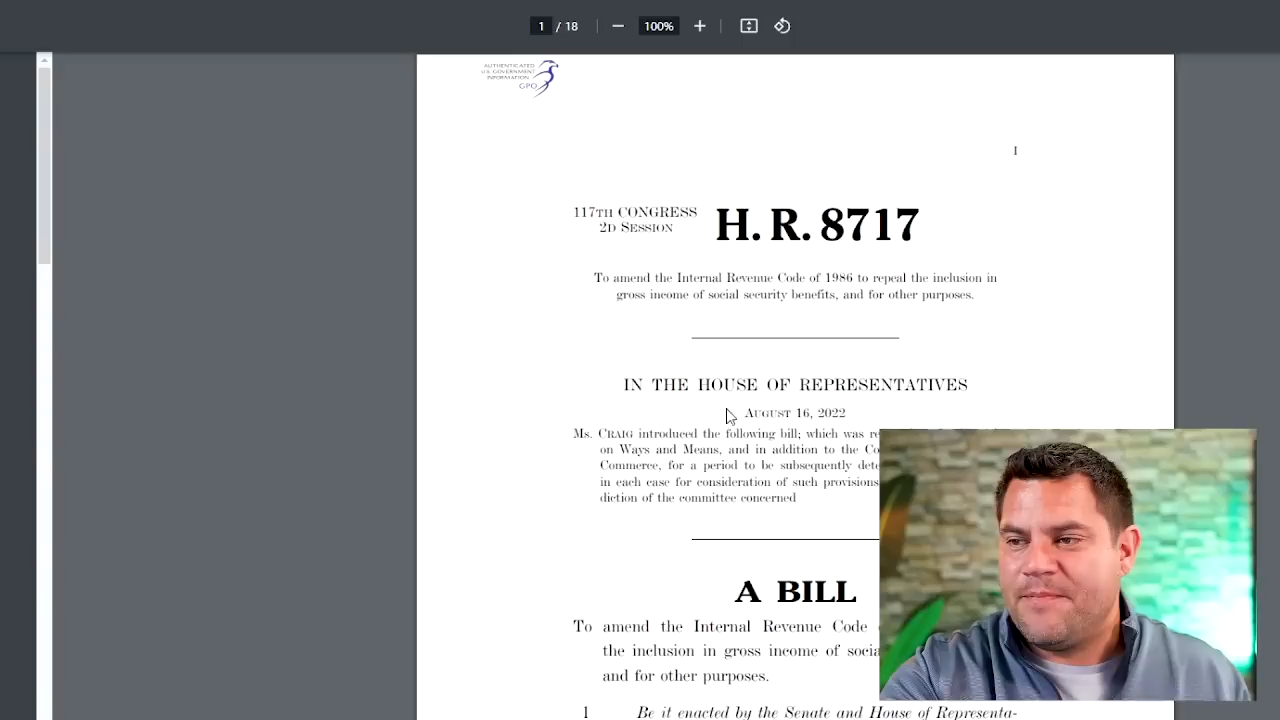 1 / 18
100%
AUTHENTICATED
U.S. GOVERNMENT
INFORMATION
GPO
I
117TH CONGRESS
2D SESSION
H. R. 8717
To amend the Internal Revenue Code of 1986 to repeal the inclusion in
gross income of social security benefits, and for other purposes.
IN THE HOUSE OF REPRESENTATIVES
AUGUST 16, 2022
Ms. CRAIG introduced the following bill; which was re
on Ways and Means, and in addition to the Co
Commerce, for a period to be subsequently dete
in each case for consideration of such provisions
diction of the committee concerned
A BILL
To amend the Internal Revenue Code
the inclusion in gross income of socia
and for other purposes.
1 Be it enacted by the Senate and House of Representa-